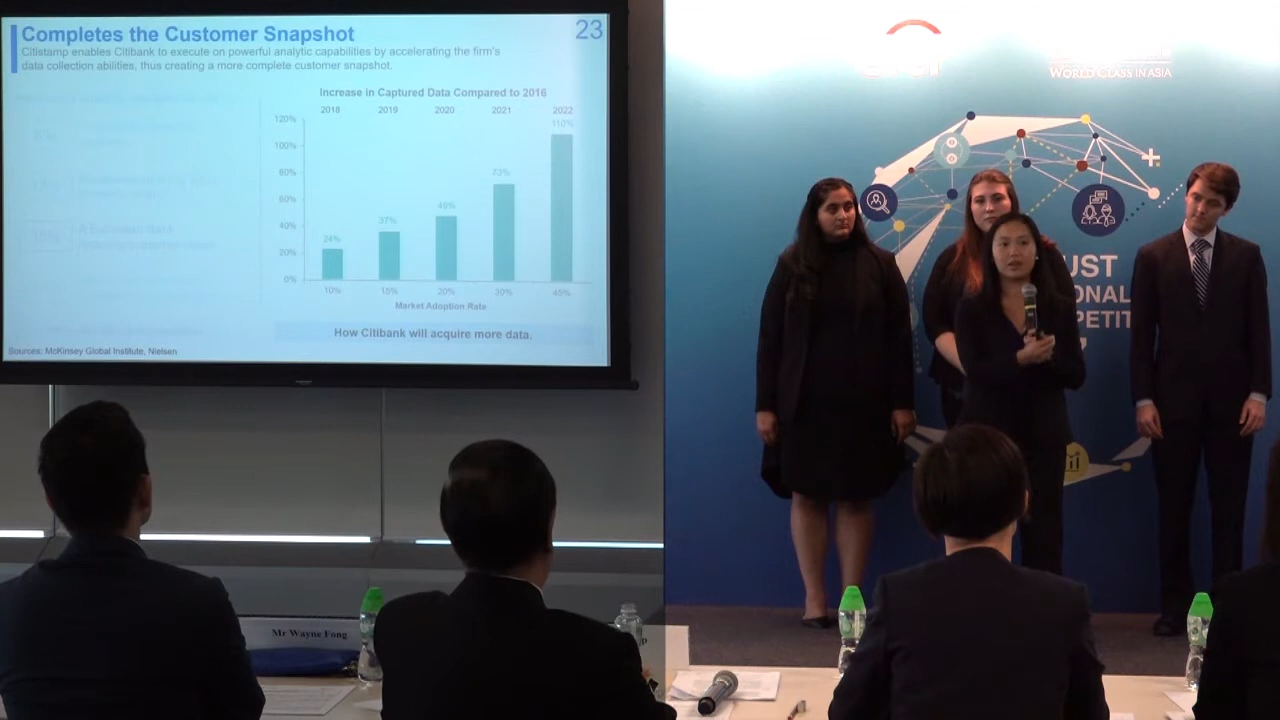 Completes the Customer Snapshot
23
Citistamp enables Citibank to execute on powerful analytic capabilities by accelerating the firm's
data collection abilities, thus creating a more complete customer snapshot.
Increase in Captured Data Compared to 2016
2018 2019 2020 2021 2022
120%
100%
80%
60%
40%
20%
0%
24%
37%
48%
73%
110%
10% 15% 20% 30% 45%
Market Adoption Rate
How Citibank will acquire more data.
Sources: McKinsey Global Institute, Nielsen
WORLD CLASS IN ASIA
UST
ONAL
PETIT
Mr Wayne Fong